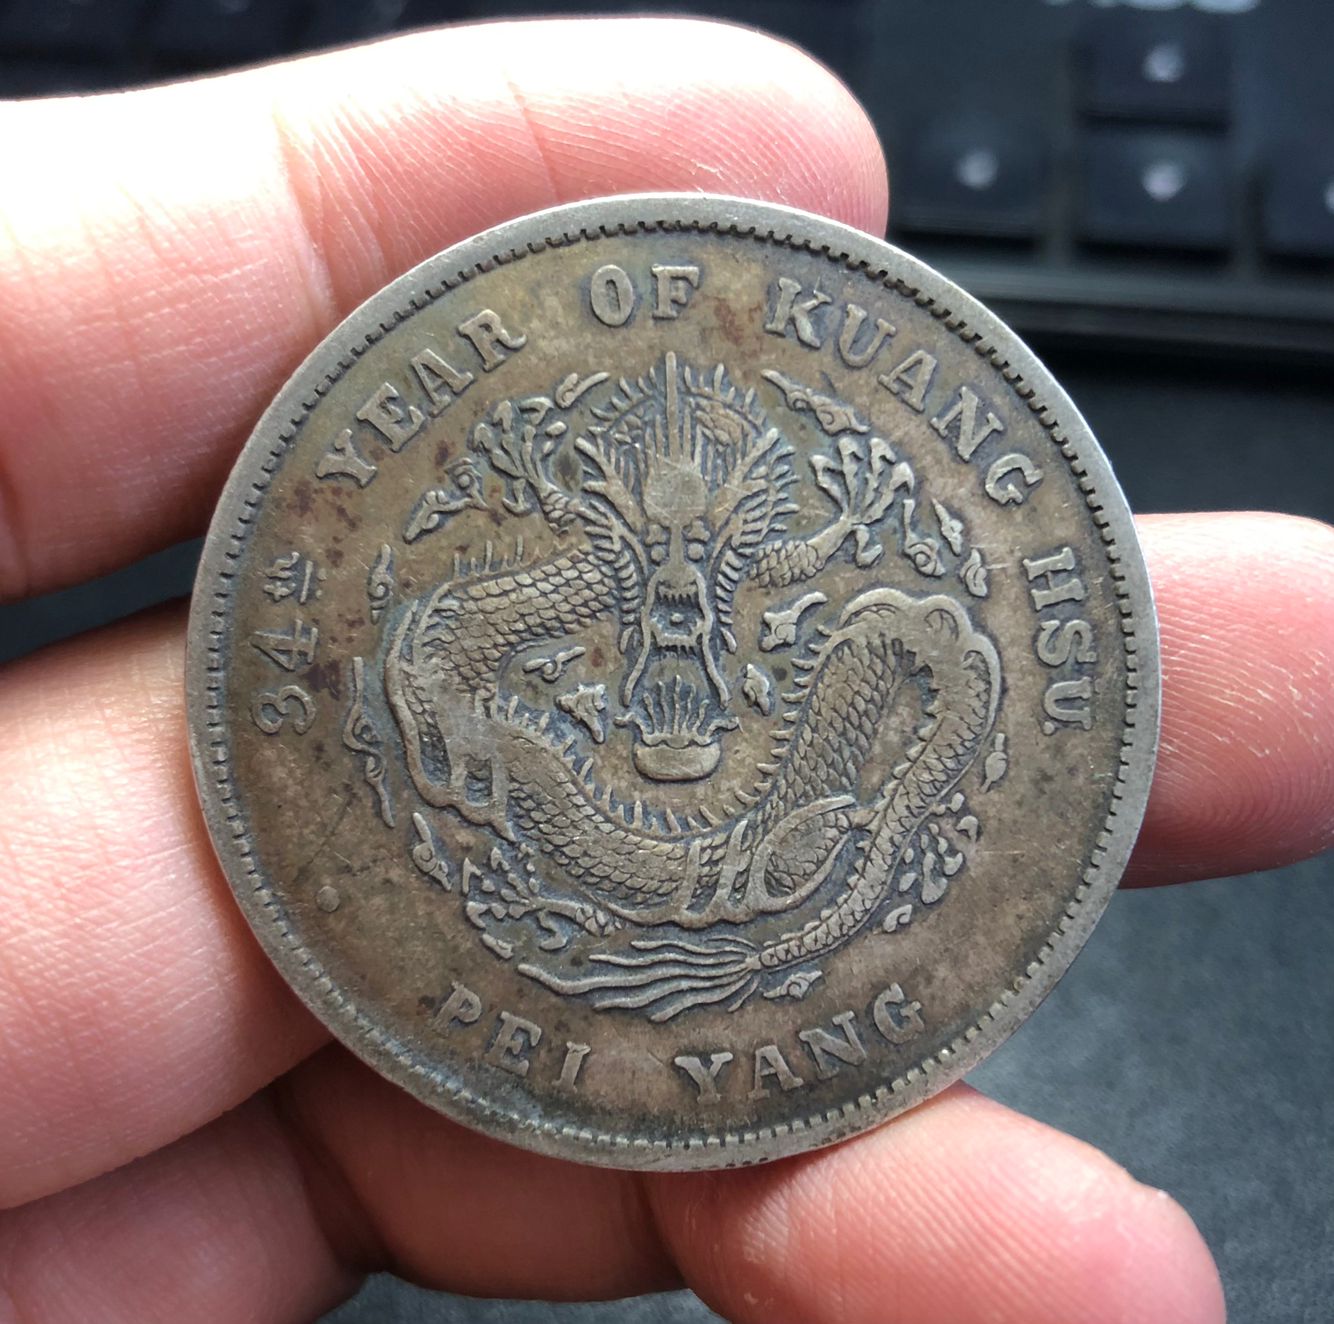 34th YEAR OF KUANG HSU
PEI YANG